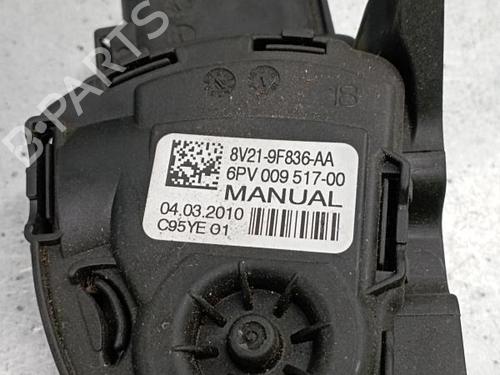 B-PARTS
18
8V21-9F836-AA
6PV 009 517-00
MANUAL
04.03.2010
C95YE 01